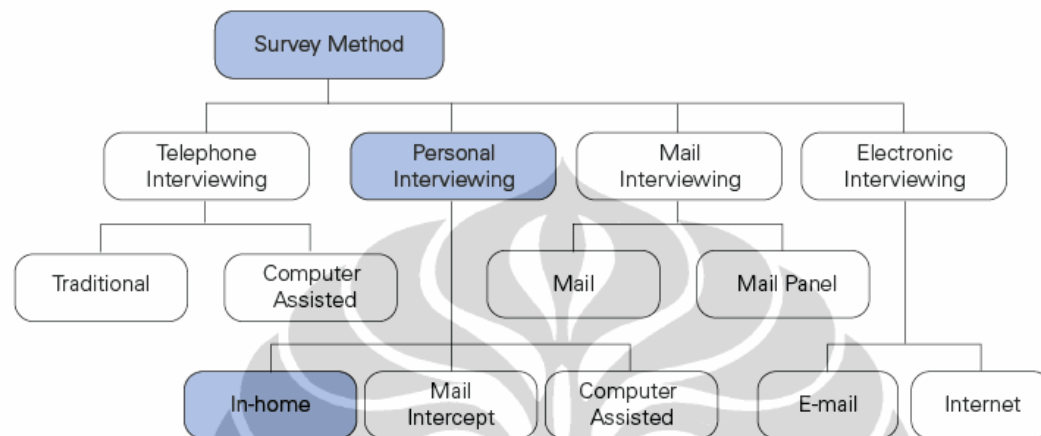 Survey Method
Telephone
Interviewing
Personal
Interviewing
Mail
Interviewing
Electronic
Interviewing
Traditional
Computer
Assisted
Mail
Mail Panel
In-home
Mail
Intercept
Computer
Assisted
E-mail
Internet